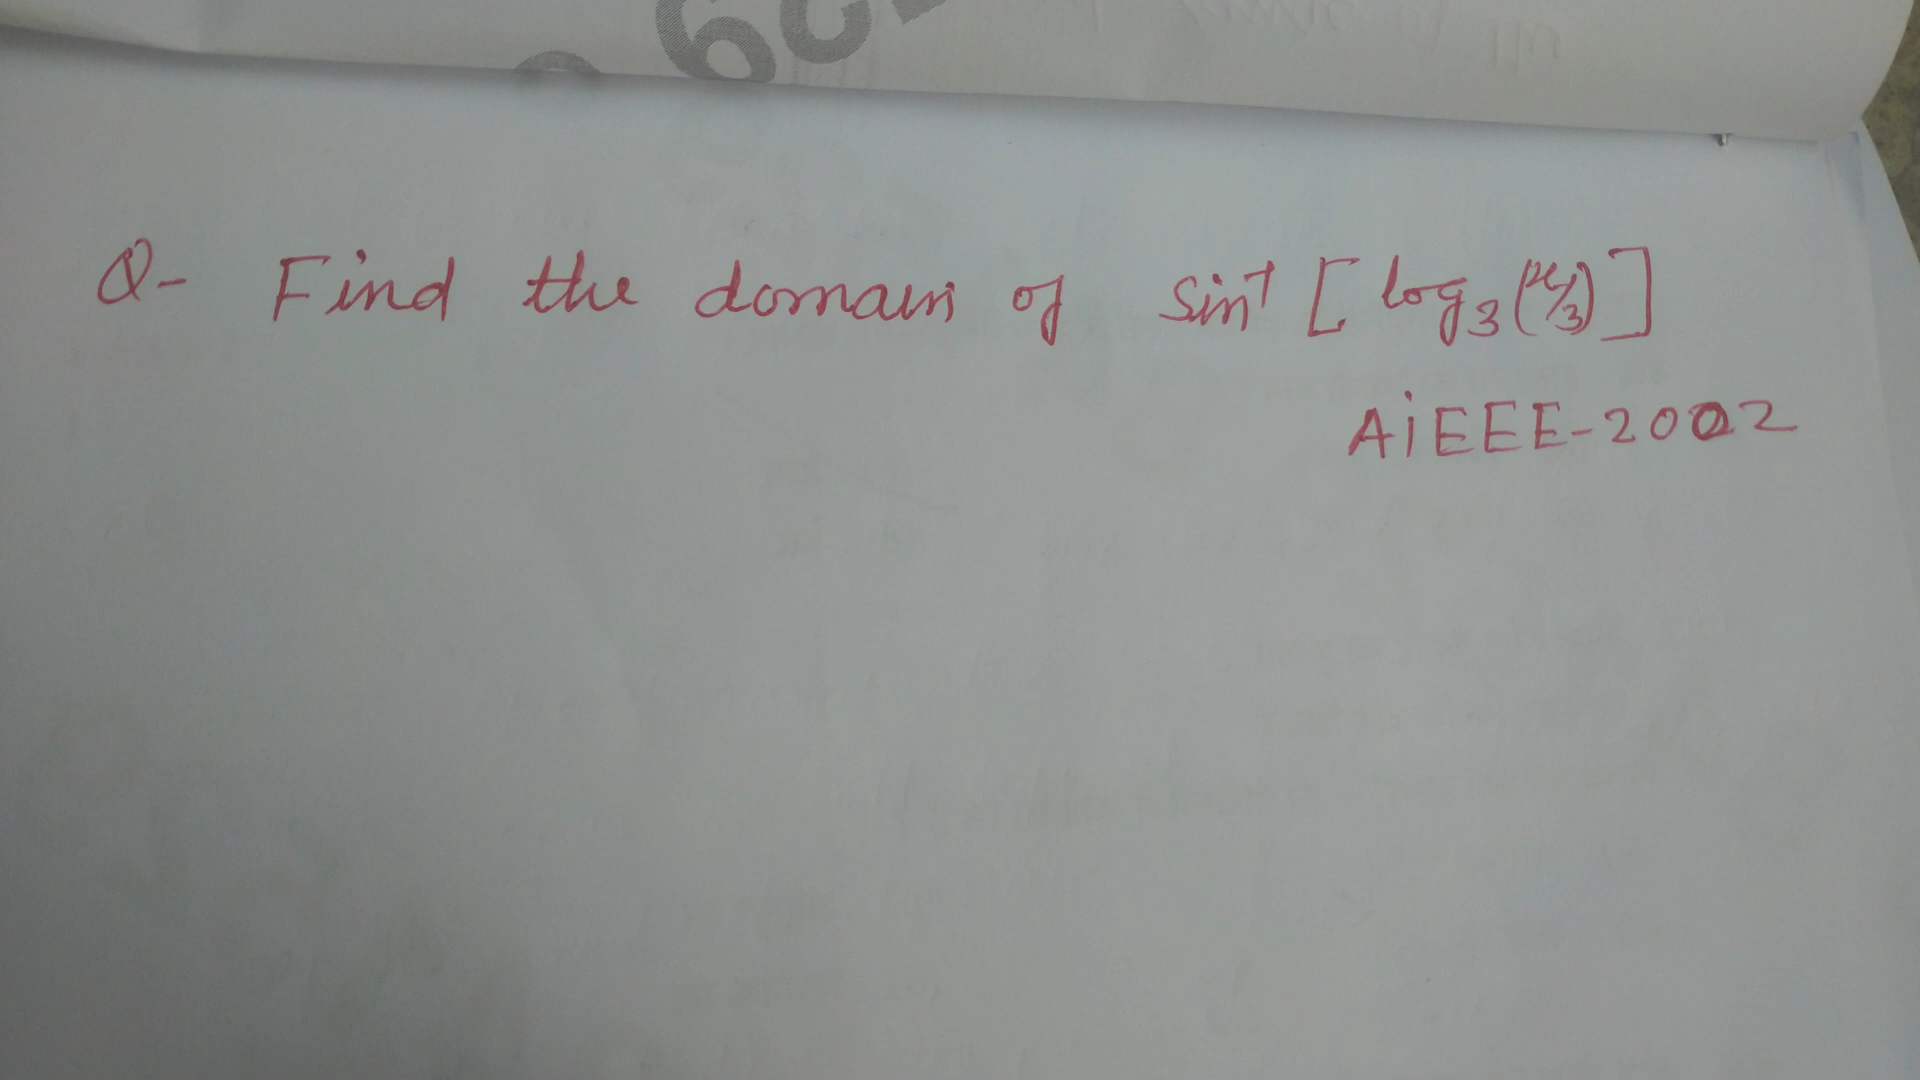 Q- Find the domain of sin⁻¹ [ log₃(x/3) ]
AiEEE-2002